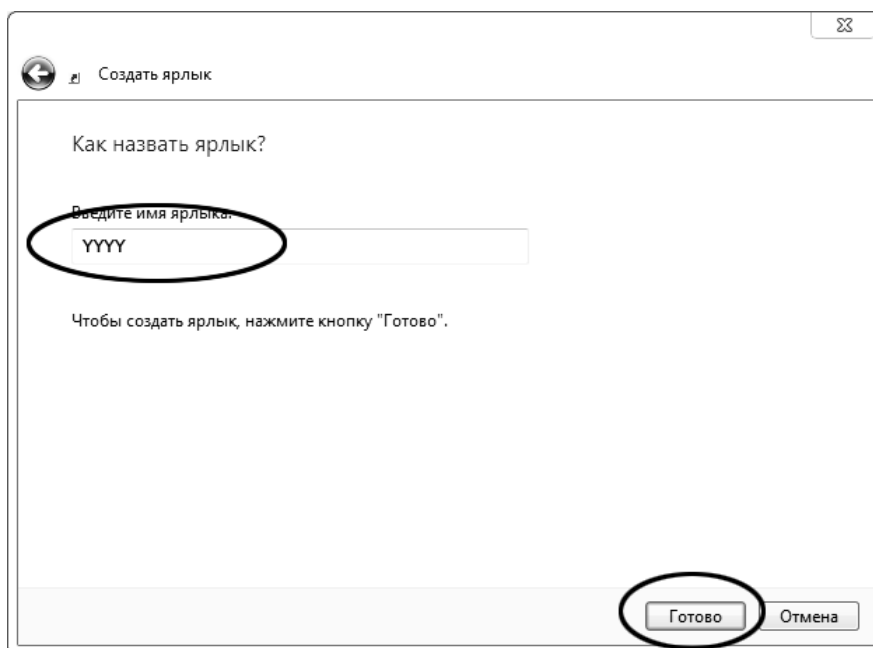 Создать ярлык
Как назвать ярлык?
Введите имя ярлыка:
YYYY
Чтобы создать ярлык, нажмите кнопку "Готово".
Готово
Отмена